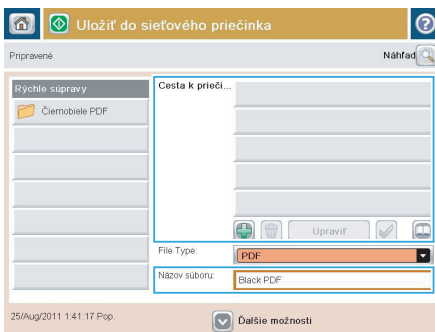 Uložiť do sieťového priečinka
Pripravené
Náhľad
Rýchle súpravy
Čiernobiele PDF
Cesta k prieči...
Upraviť
File Type:
PDF
Názov súboru:
Black PDF
25/Aug/2011 1:41:17 Pop.
Ďalšie možnosti